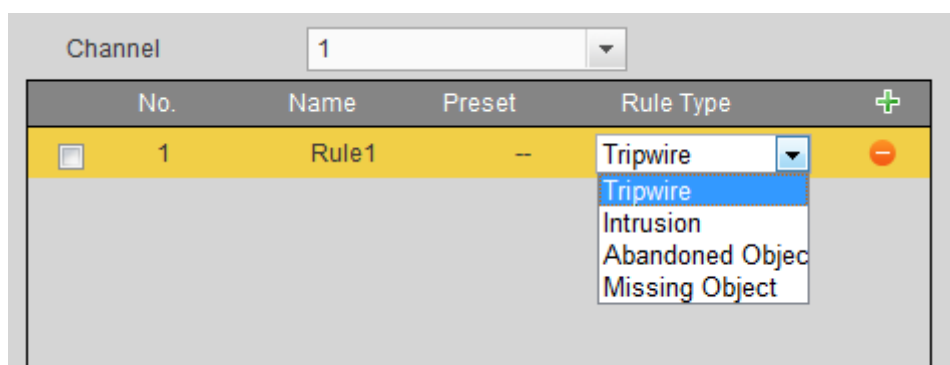 Channel 1
No. Name Preset Rule Type
1 Rule1 -- Tripwire
Tripwire
Intrusion
Abandoned Objec
Missing Object